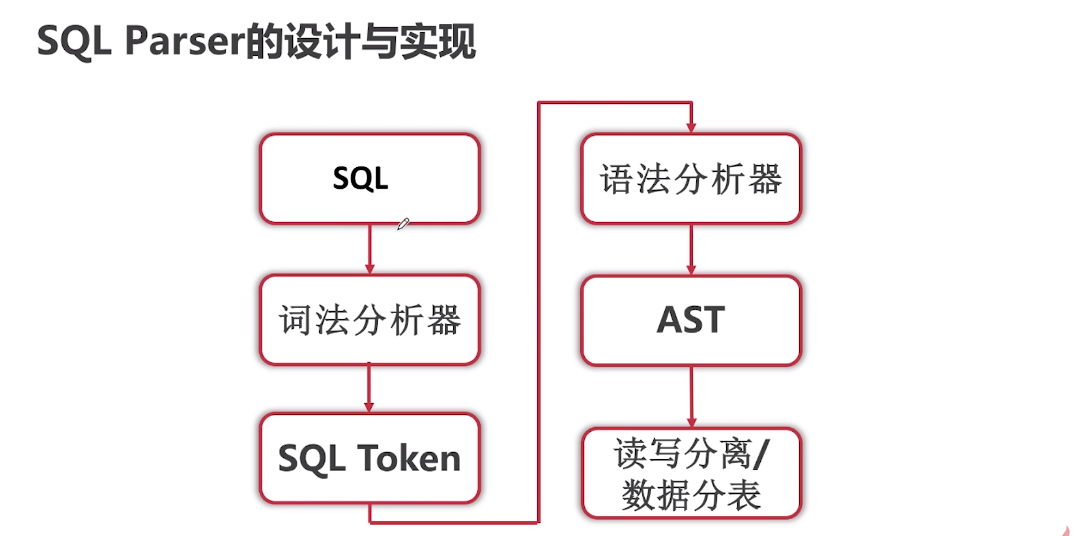 SQL Parser的设计与实现
SQL
词法分析器
SQL Token
语法分析器
AST
读写分离/
数据分表